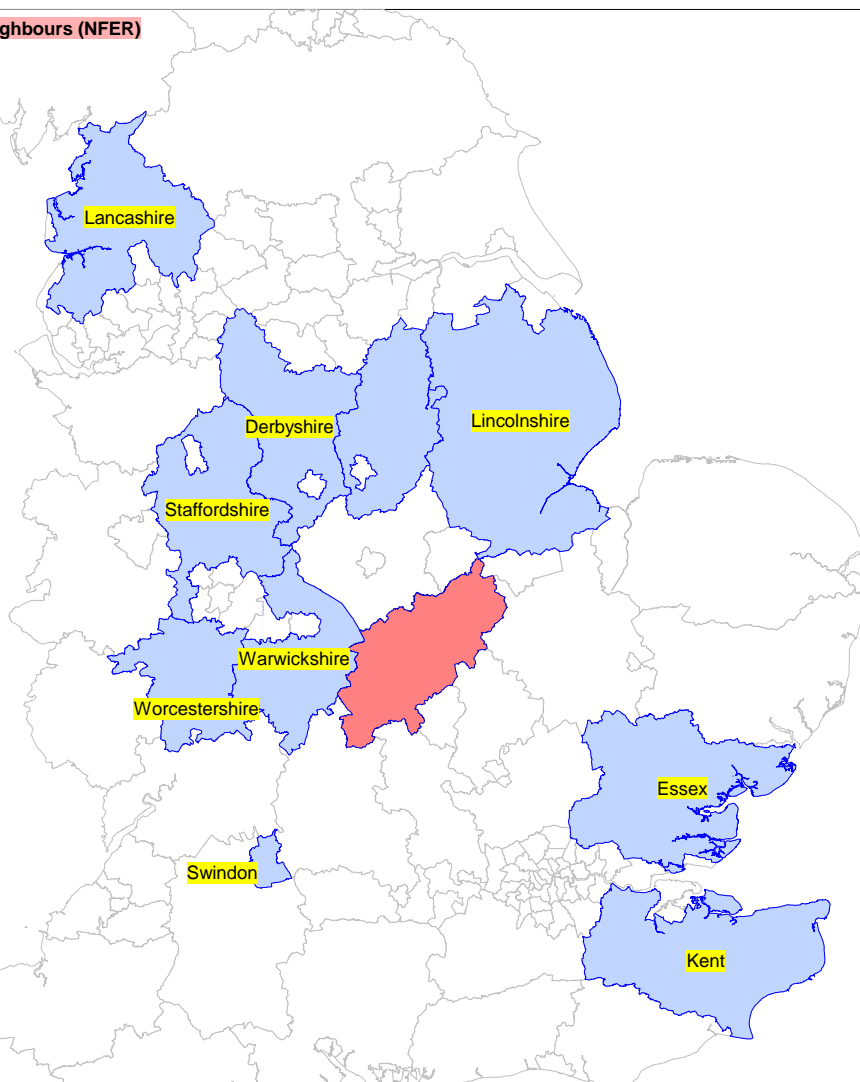 ghbours (NFER)
Lancashire
Lincolnshire
Derbyshire
Staffordshire
Warwickshire
Worcestershire
Essex
Swindon
Kent